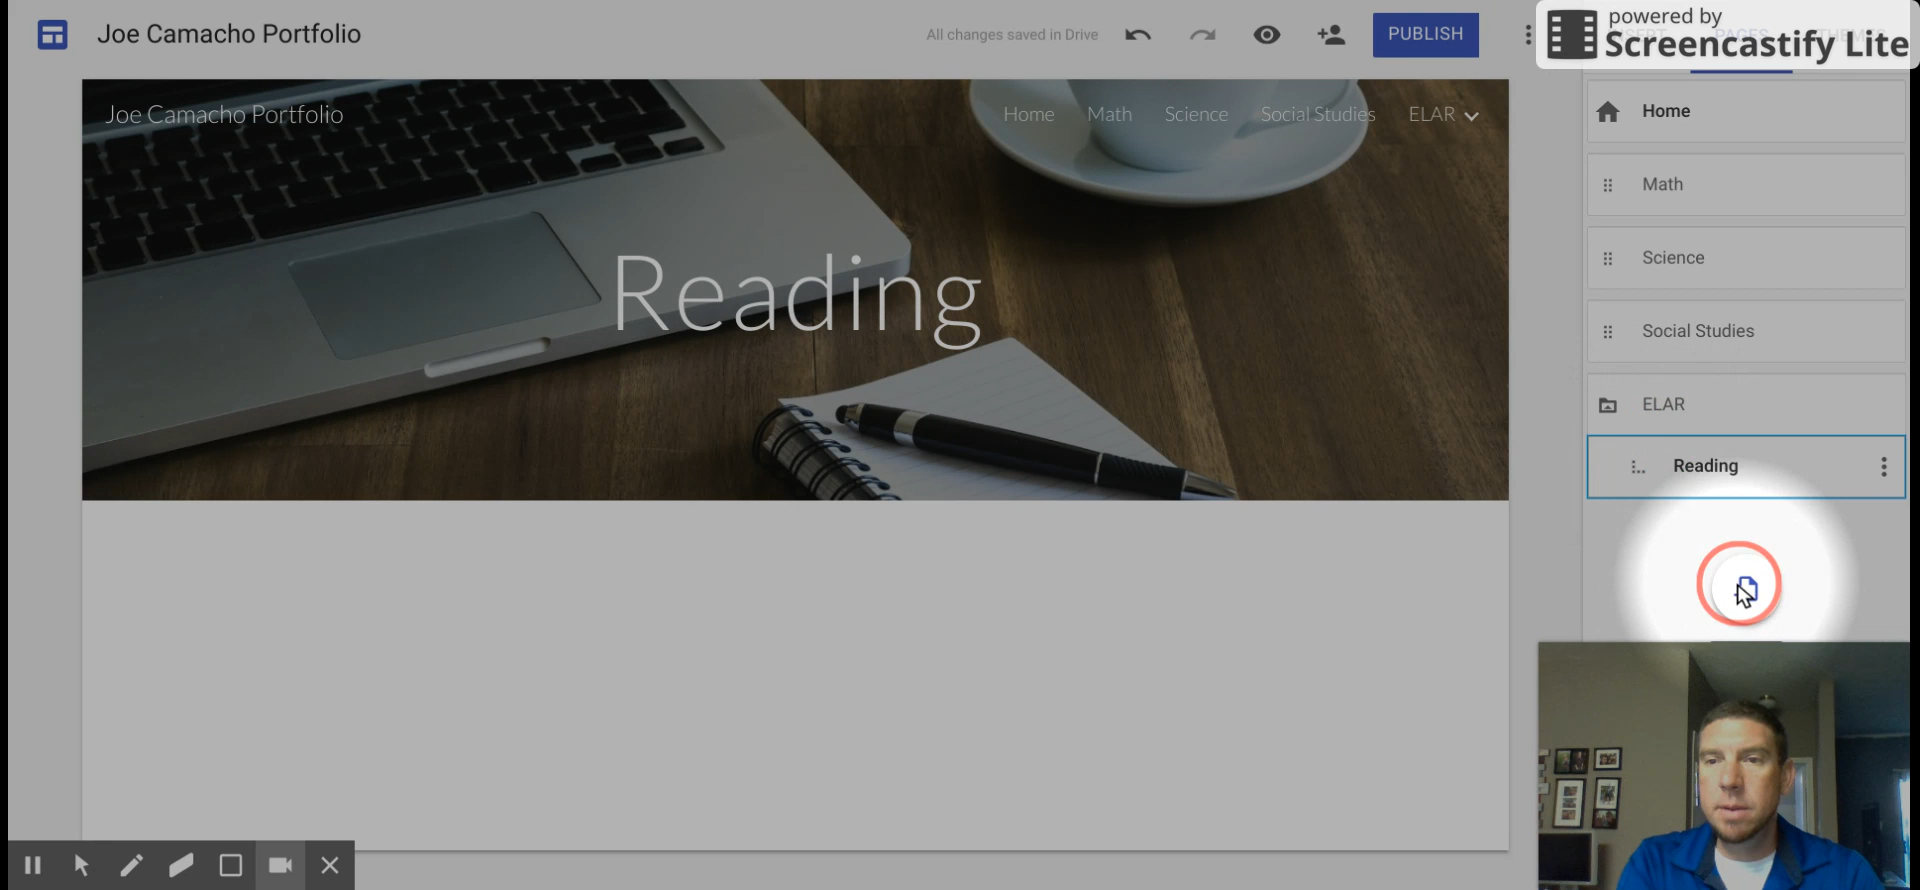 Joe Camacho Portfolio
All changes saved in Drive
PUBLISH
powered by
Screencastify Lite
Joe Camacho Portfolio
Home
Math
Science
Social Studies
ELAR
Reading
Home
Math
Science
Social Studies
ELAR
Reading